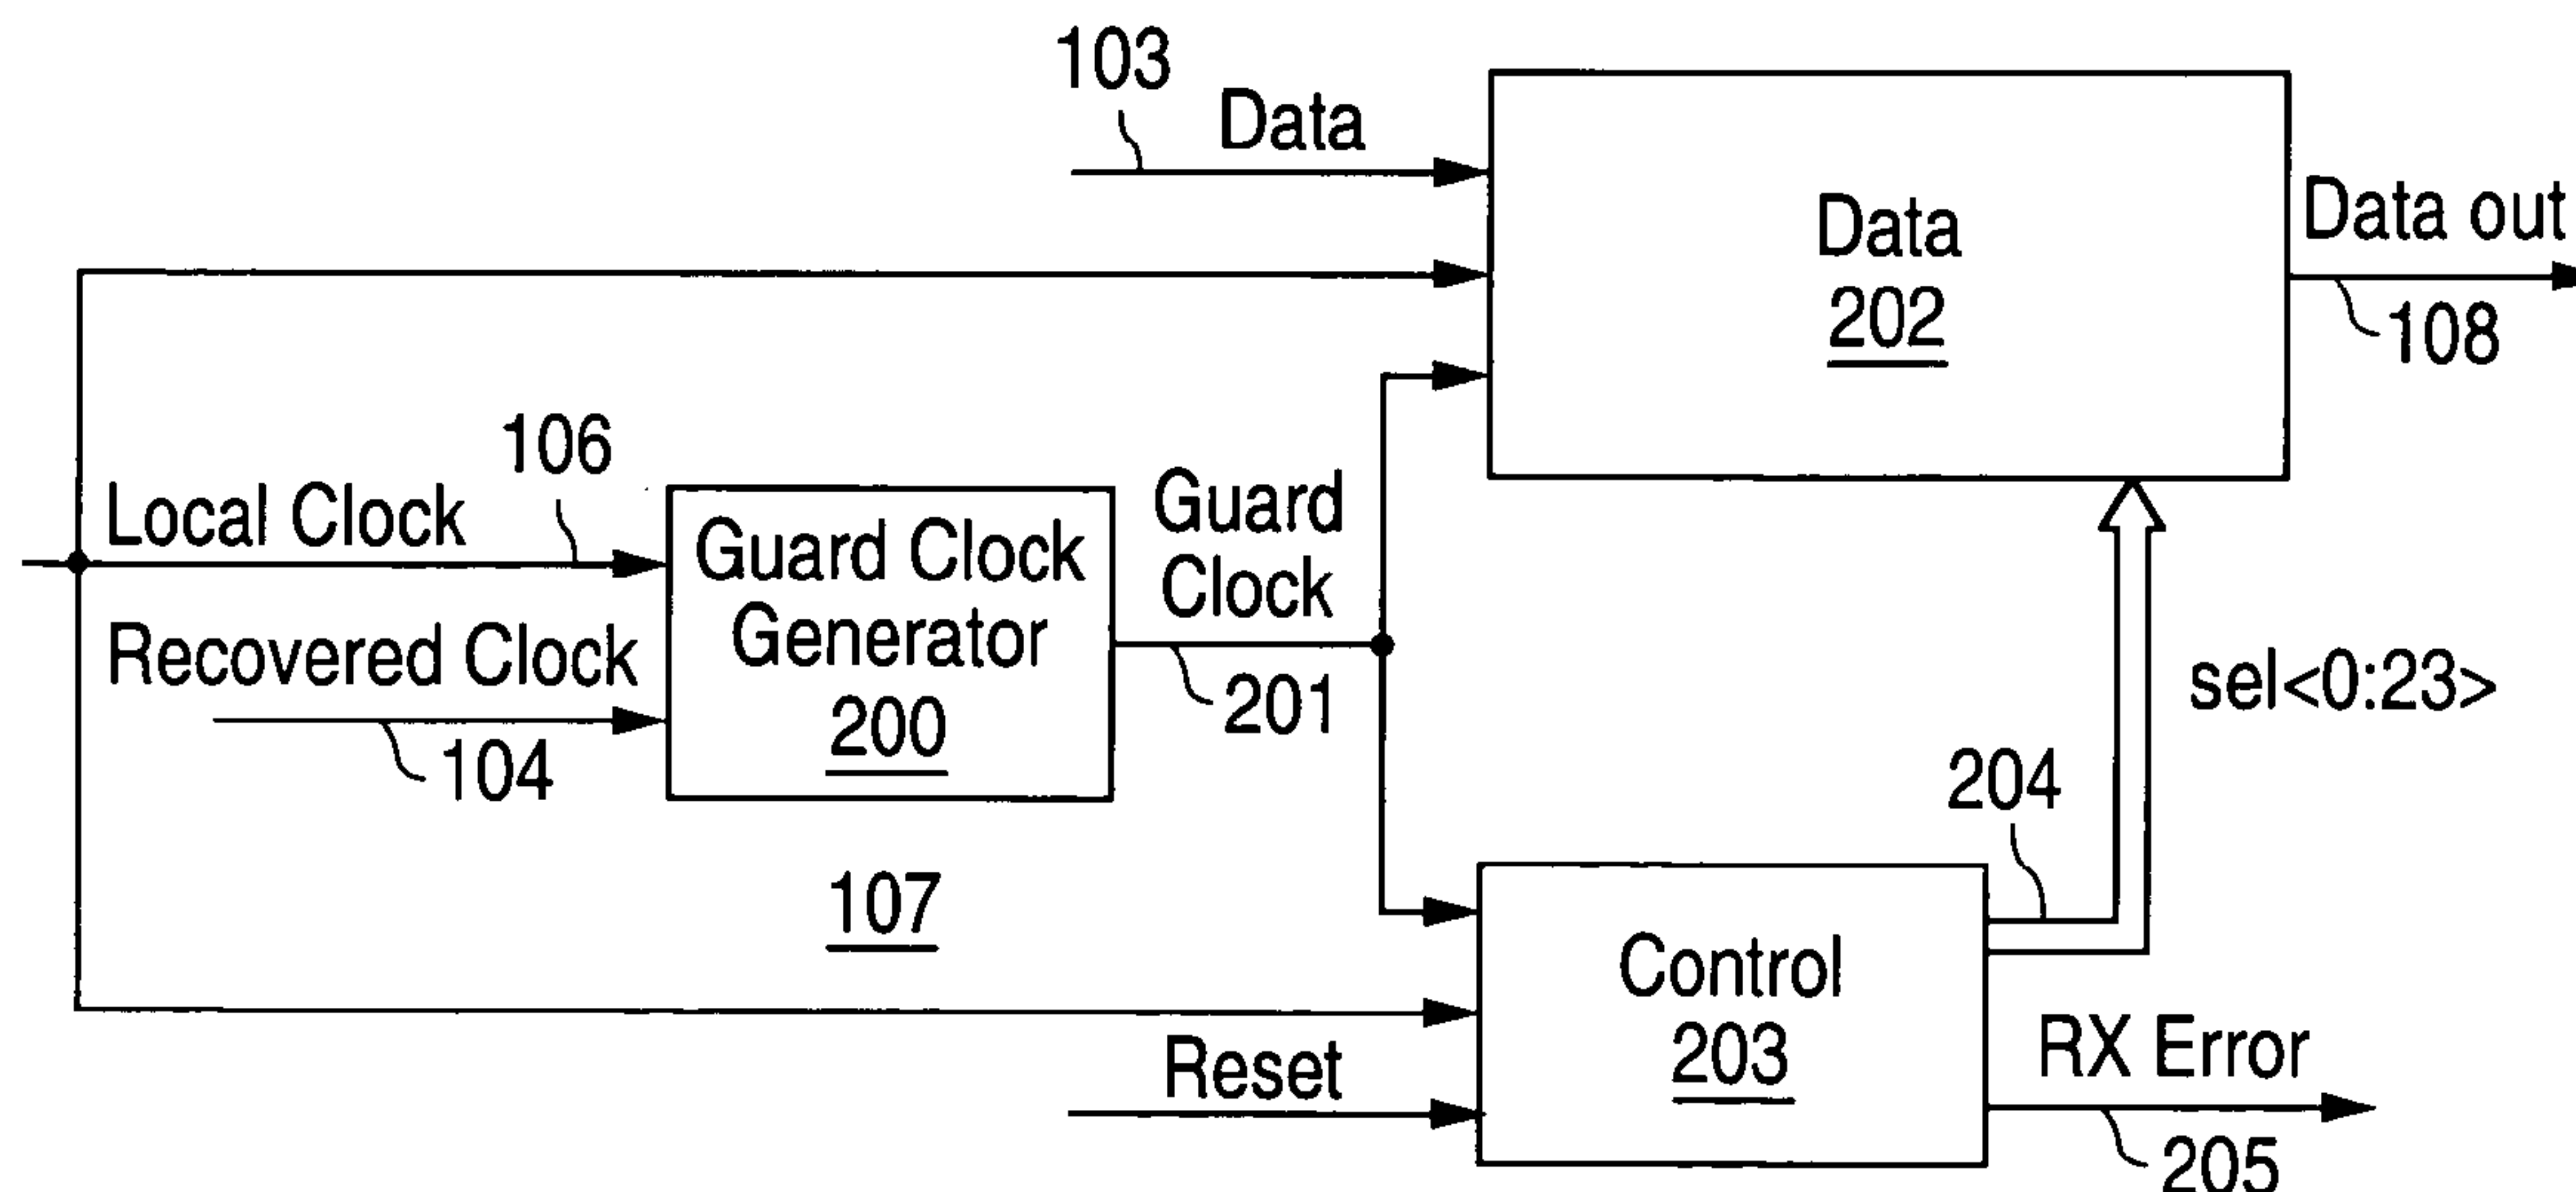 103
Data
Data
202
Data out
108
106
Local Clock
Guard Clock
Generator
200
Guard
Clock
201
Recovered Clock
104
sel<0:23>
204
107
Control
203
Reset
RX Error
205